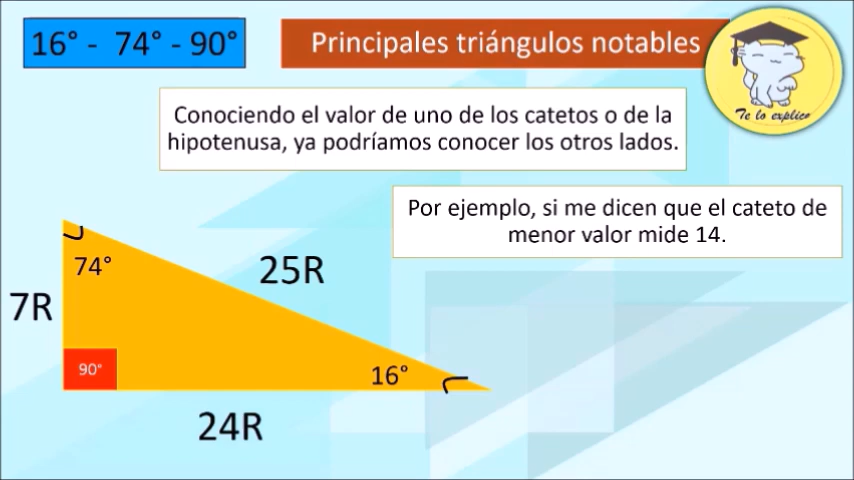 16° - 74° - 90°
Principales triángulos notables
Te lo explico
Conociendo el valor de uno de los catetos o de la
hipotenusa, ya podríamos conocer los otros lados.
Por ejemplo, si me dicen que el cateto de
menor valor mide 14.
74°
25R
7R
90°
16°
24R